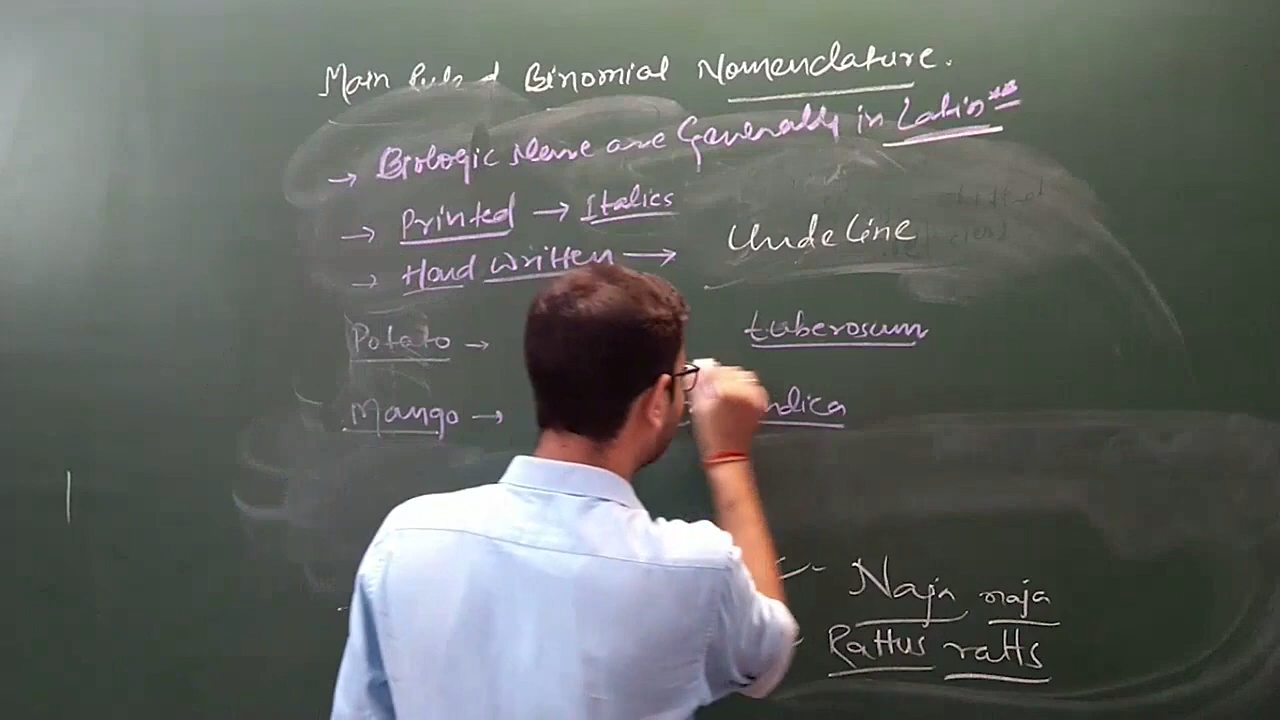 Main Rules of Binomial Nomenclature.
→ Biologic Name are Generally in Latin **
→ Printed → Italics
→ Hand written → UndeLine
Potato → tuberosum
Mango → indica
Naja naja
Rattus ratts